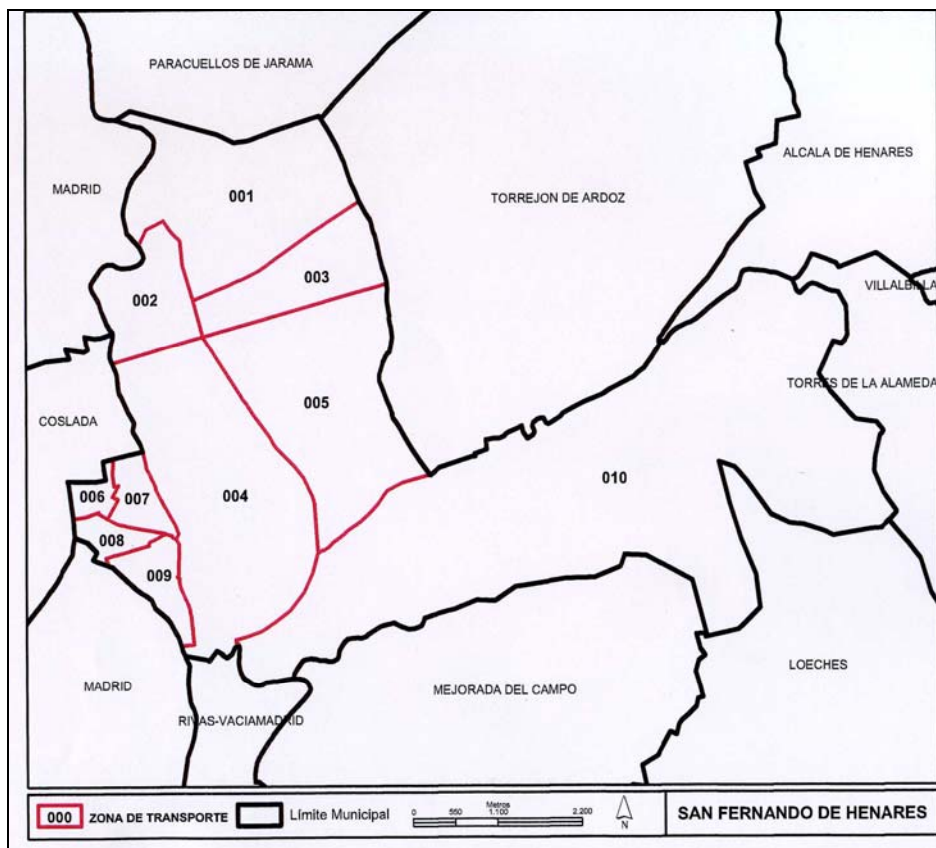 PARACUELLOS DE JARAMA
ALCALA DE HENARES
MADRID
001
TORREJON DE ARDOZ
003
002
VILLALBILLA
005
TORRES DE LA ALAMEDA
COSLADA
010
006
007
004
008
009
LOECHES
MADRID
MEJORADA DEL CAMPO
RIVAS-VACIAMADRID
000 ZONA DE TRANSPORTE
Límite Municipal
Metros
0 550 1.100 2.200
N
SAN FERNANDO DE HENARES